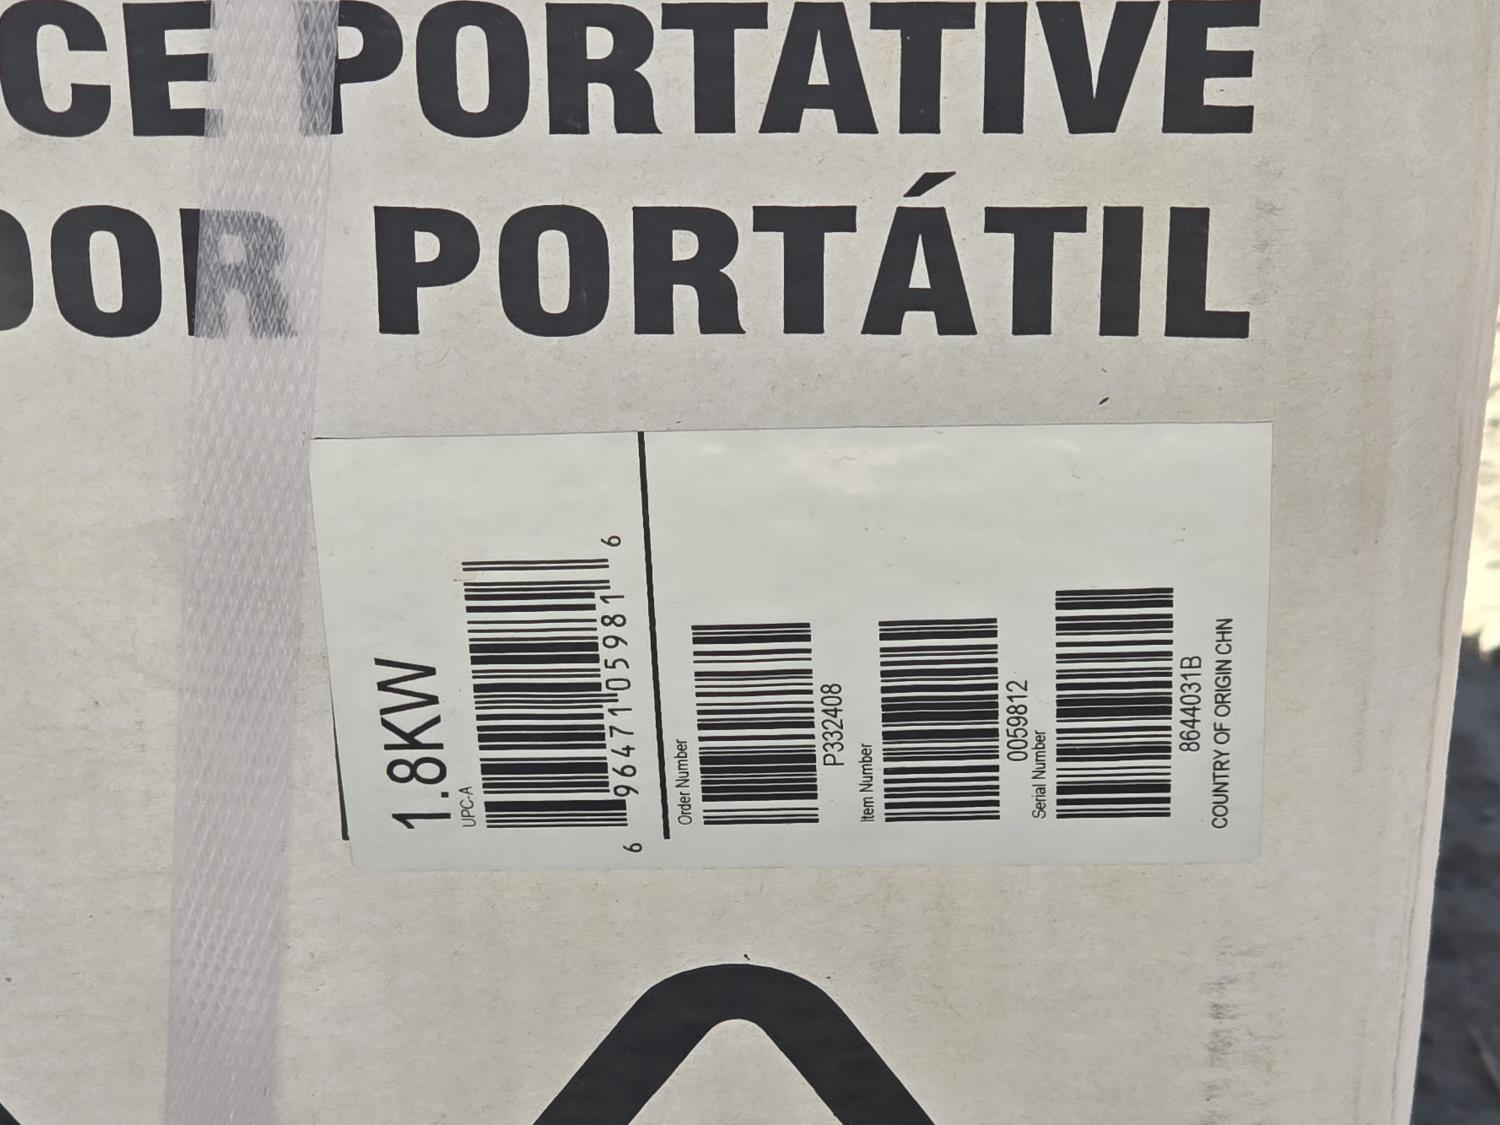 CE PORTATIVE
DOR PORTÁTIL
1.8KW
UPC-A
6 96471 05981 6
Order Number
P332408
Item Number
0059812
Serial Number
8644031B
COUNTRY OF ORIGIN CHN